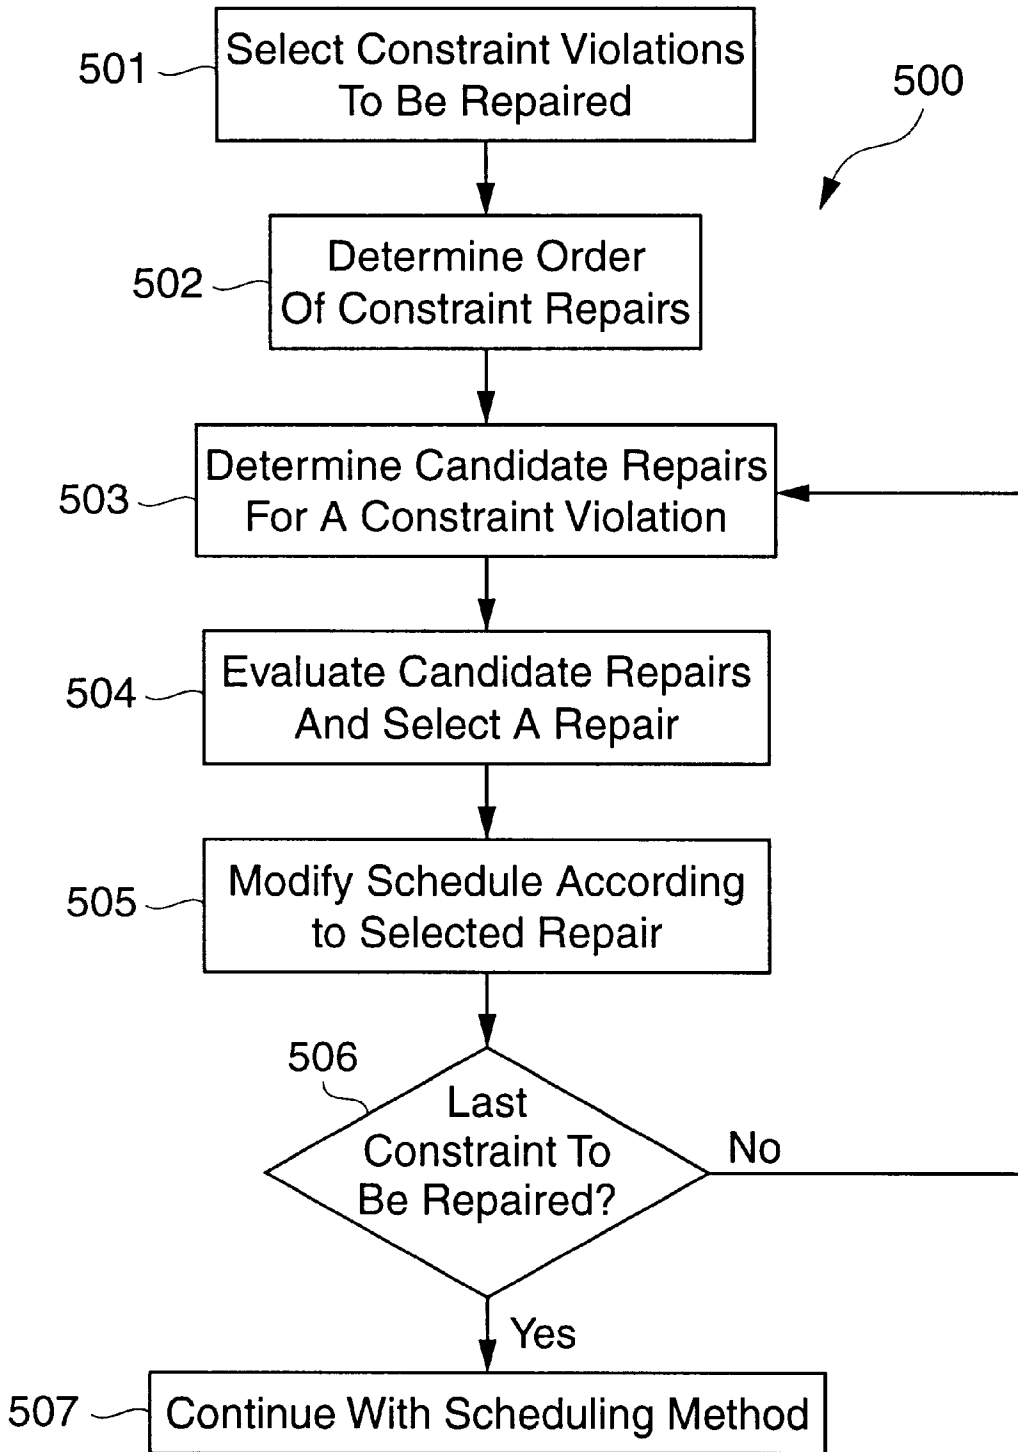 501
Select Constraint Violations
To Be Repaired
500
502
Determine Order
Of Constraint Repairs
503
Determine Candidate Repairs
For A Constraint Violation
504
Evaluate Candidate Repairs
And Select A Repair
505
Modify Schedule According
to Selected Repair
506
Last
Constraint To
Be Repaired?
No
Yes
507
Continue With Scheduling Method